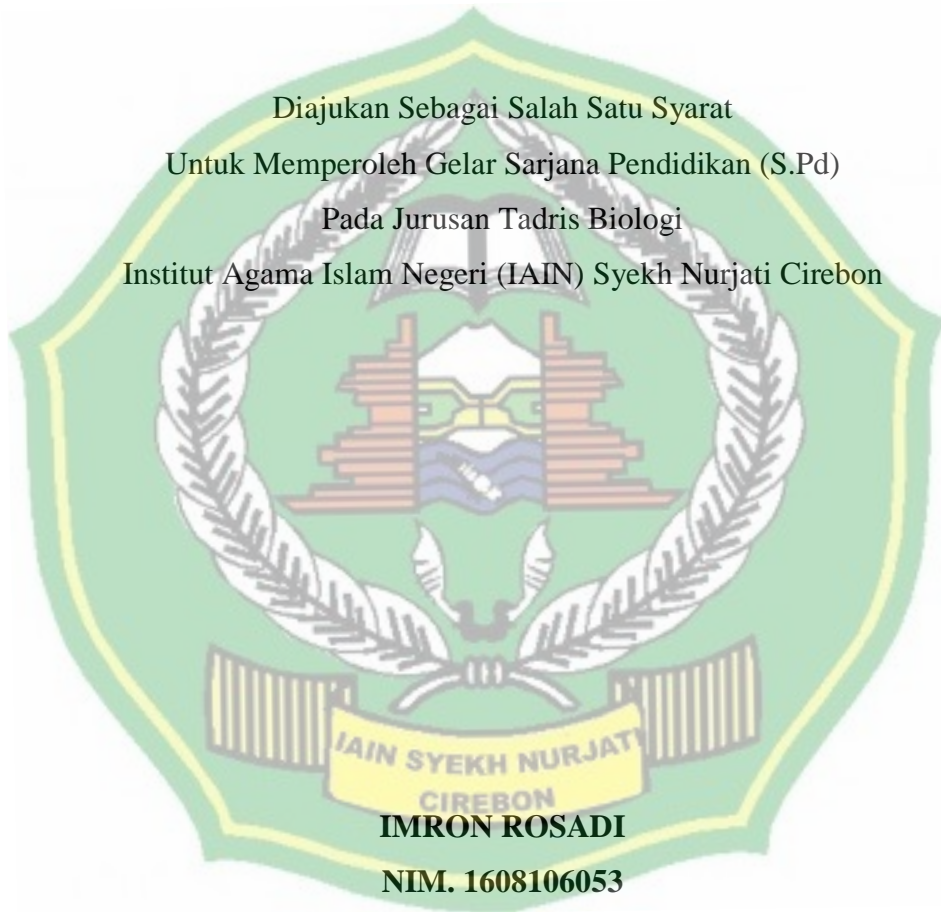 Diajukan Sebagai Salah Satu Syarat
Untuk Memperoleh Gelar Sarjana Pendidikan (S.Pd)
Pada Jurusan Tadris Biologi
Institut Agama Islam Negeri (IAIN) Syekh Nurjati Cirebon
IAIN SYEKH NURJATI
CIREBON
IMRON ROSADI
NIM. 1608106053